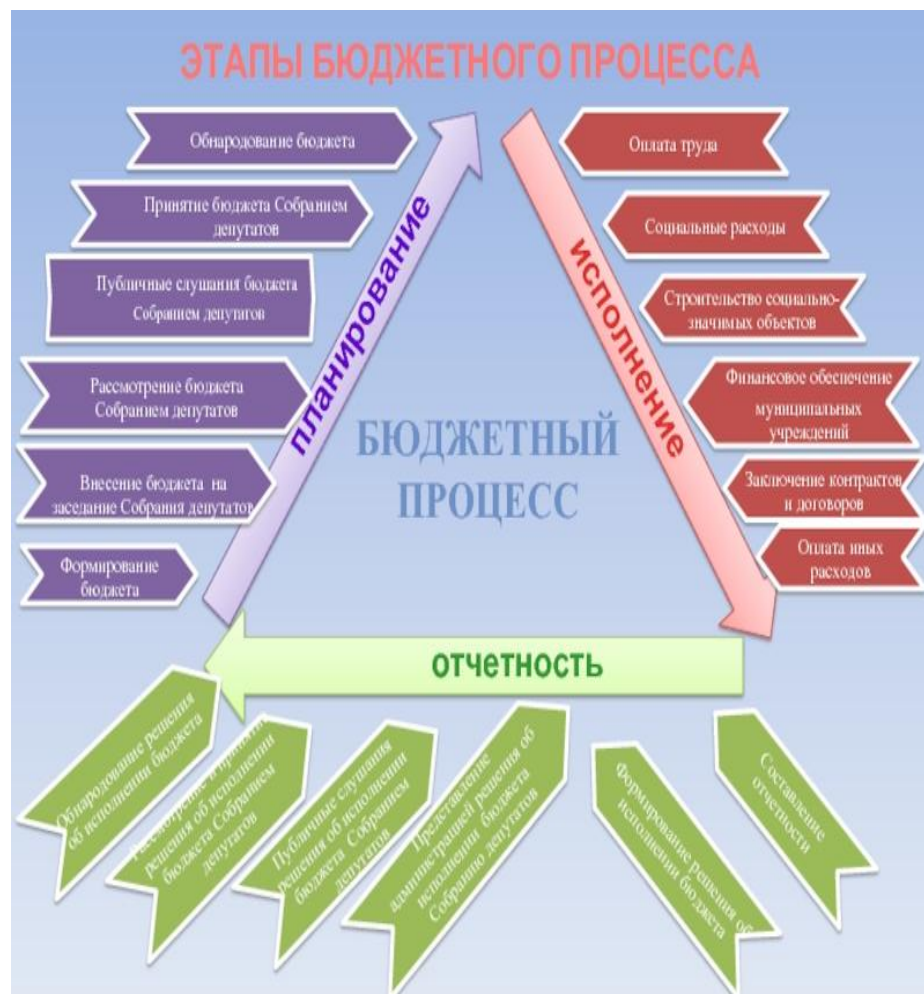 ЭТАПЫ БЮДЖЕТНОГО ПРОЦЕССА
Обнародование бюджета
Принятие бюджета Собранием
депутатов
Публичные слушания бюджета
Собранием депутатов
Рассмотрение бюджета
Собранием депутатов
Внесение бюджета на
заседание Собрания депутатов
Формирование
бюджета
планирование
БЮДЖЕТНЫЙ
ПРОЦЕСС
исполнение
Оплата труда
Социальные расходы
Строительство социально-
значимых объектов
Финансовое обеспечение
муниципальных
учреждений
Заключение контрактов
и договоров
Оплата иных
расходов
отчетность
Обнародование решения
об исполнении бюджета
Рассмотрение и принятие
решения об исполнении
бюджета Собранием
депутатов
Публичные слушания
решения об исполнении
бюджета Собранием
депутатов
Представление
администрацией решения об
исполнении бюджета
Собранию депутатов
Формирование решения об
исполнении бюджета
Составление
отчетности